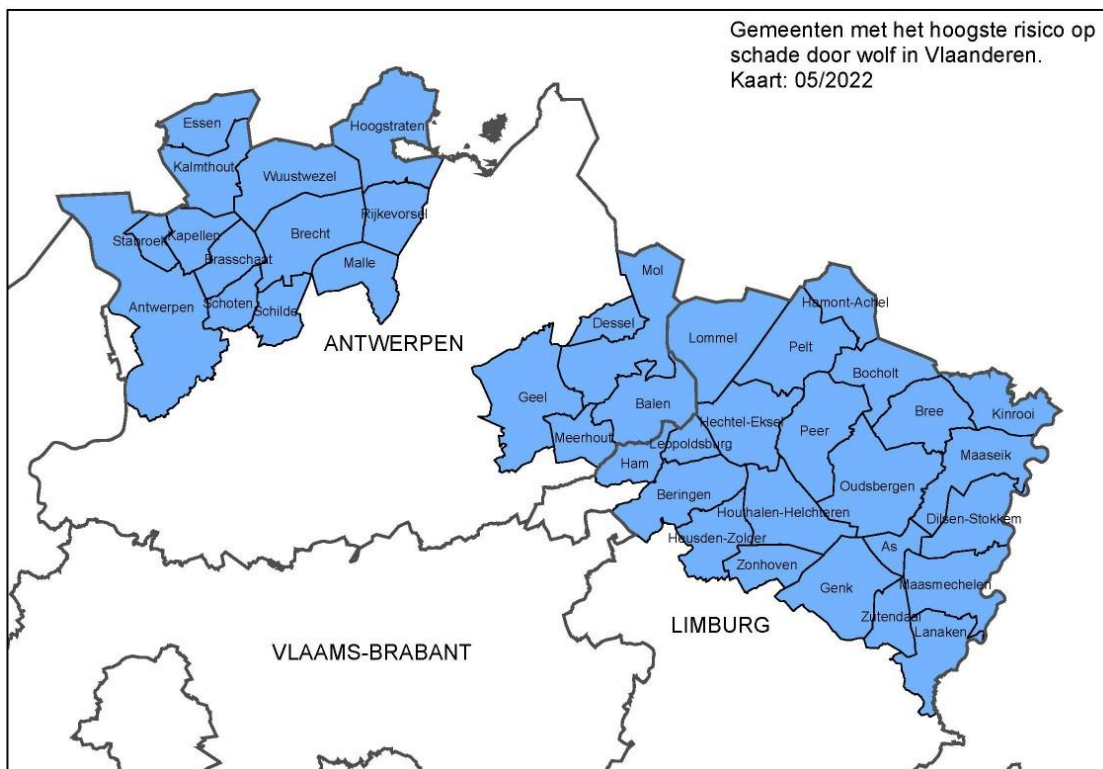 Gemeenten met het hoogste risico op
schade door wolf in Vlaanderen.
Kaart: 05/2022
Essen
Hoogstraten
Kalmthout
Wuustwezel
Rijkevorsel
Stabroek
Kapellen
Brecht
Brasschaat
Malle
Antwerpen
Schoten
Schilde
ANTWERPEN
Mol
Hamont-Achel
Dessel
Lommel
Pelt
Bocholt
Geel
Balen
Hechtel-Eksel
Peer
Bree
Kinrooi
Meerhout
Leopoldsburg
Maaseik
Ham
Oudsbergen
Beringen
Houthalen-Helchteren
Dilsen-Stokkem
Heusden-Zolder
As
Zonhoven
Genk
Maasmechelen
Zutendaal
LIMBURG
Lanaken
VLAAMS-BRABANT